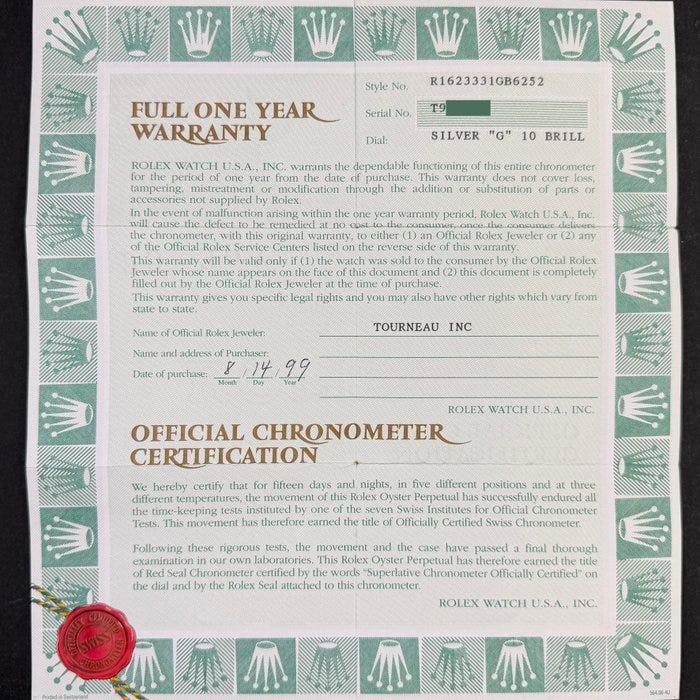 Style No. R1623331GB6252
FULL ONE YEAR
WARRANTY
Serial No. T9
Dial: SILVER "G" 10 BRILL
ROLEX WATCH U.S.A., INC. warrants the dependable functioning of this entire chronometer
for the period of one year from the date of purchase. This warranty does not cover loss,
tampering, mistreatment or modification through the addition or substitution of parts or
accessories not supplied by Rolex.
In the event of malfunction arising within the one year warranty period, Rolex Watch U.S.A., Inc.
will cause the defect to be remedied at no cost to the consumer, once the consumer delivers
the chronometer, with this original warranty, to either (1) an Official Rolex Jeweler or (2) any
of the Official Rolex Service Centers listed on the reverse side of this warranty.
This warranty will be valid only if (1) the watch was sold to the consumer by the Official Rolex
Jeweler whose name appears on the face of this document and (2) this document is completely
filled out by the Official Rolex Jeweler at the time of purchase.
This warranty gives you specific legal rights and you may also have other rights which vary from
state to state.
Name of Official Rolex Jeweler: TOURNEAU INC
Name and address of Purchaser:
Date of purchase: 8 / 14 / 99
Month Day Year
ROLEX WATCH U.S.A., INC.
OFFICIAL CHRONOMETER
CERTIFICATION
We hereby certify that for fifteen days and nights, in five different positions and at three
different temperatures, the movement of this Rolex Oyster Perpetual has successfully endured all
the time-keeping tests instituted by one of the seven Swiss Institutes for Official Chronometer
Tests. This movement has therefore earned the title of Officially Certified Swiss Chronometer.
Following these rigorous tests, the movement and the case have passed a final thorough
examination in our own laboratories. This Rolex Oyster Perpetual has therefore earned the title
of Red Seal Chronometer certified by the words "Superlative Chronometer Officially Certified" on
the dial and by the Rolex Seal attached to this chronometer.
ROLEX WATCH U.S.A., INC.
OFFICIALLY CERTIFIED
SWISS
CHRONOMETER
Printed in Switzerland
564.06 4U